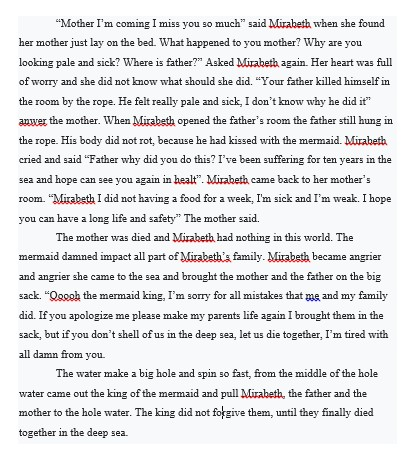 “Mother I’m coming I miss you so much” said Mirabeth when she found
her mother just lay on the bed. What happened to you mother? Why are
you looking pale and sick? Where is father?” Asked Mirabeth again. Her heart was full
of worry and she did not know what should she did. “Your father killed himself in
the room by the rope. He felt really pale and sick, I don’t know why he did it”
anwer the mother. When Mirabeth opened the father’s room the father still hung in
the rope. His body did not rot, because he had kissed with the mermaid. Mirabeth
cried and said “Father why did you do this? I’ve been suffering for ten years in the
sea and hope can see you again in healt”. Mirabeth came back to her mother’s
room. “Mirabeth I did not having a food for a week, I'm sick and I’m weak. I hope
you can have a long life and safety” The mother said.
The mother was died and Mirabeth had nothing in this world. The
mermaid damned impact all part of Mirabeth’s family. Mirabeth became angrier
and angrier she came to the sea and brought the mother and the father on the big
sack. “Ooooh the mermaid king, I’m sorry for all mistakes that me and my family
did. If you apologize me please make my parents life again I brought them in the
sack, but if you don’t shell of us in the deep sea, let us die together, I’m tired with
all damn from you.
The water make a big hole and spin so fast, from the middle of the hole
water came out the king of the mermaid and pull Mirabeth, the father and the
mother to the hole water. The king did not forgive them, until they finally died
together in the deep sea.